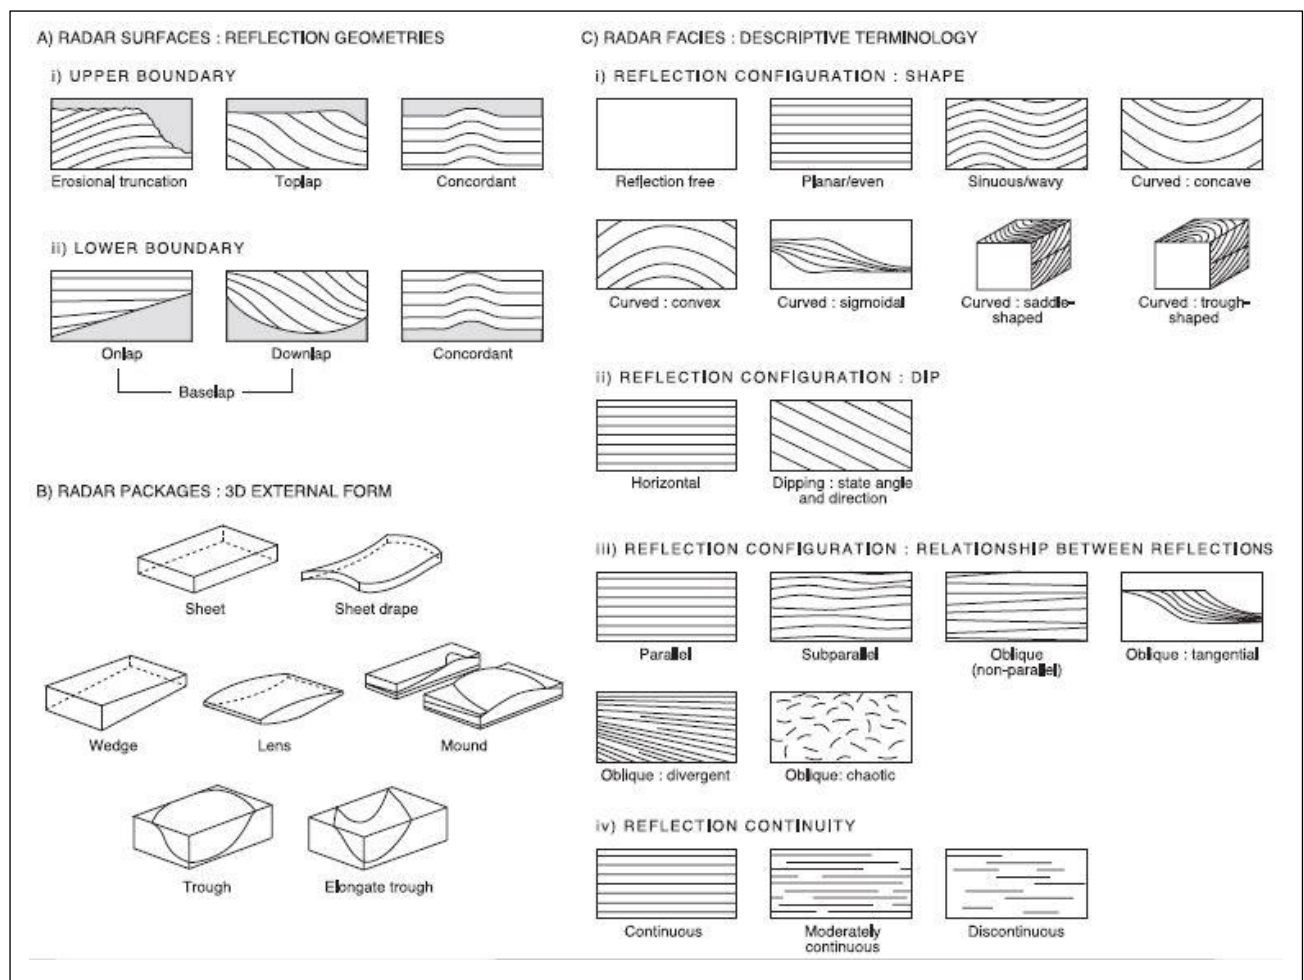 A) RADAR SURFACES : REFLECTION GEOMETRIES
i) UPPER BOUNDARY
Erosional truncation
Toplap
Concordant
ii) LOWER BOUNDARY
Onlap
Downlap
Concordant
Baselap
B) RADAR PACKAGES : 3D EXTERNAL FORM
Sheet
Sheet drape
Wedge
Lens
Mound
Trough
Elongate trough
C) RADAR FACIES : DESCRIPTIVE TERMINOLOGY
i) REFLECTION CONFIGURATION : SHAPE
Reflection free
Planar/even
Sinuous/wavy
Curved : concave
Curved : convex
Curved : sigmoidal
Curved : saddle-
shaped
Curved : trough-
shaped
ii) REFLECTION CONFIGURATION : DIP
Horizontal
Dipping : state angle
and direction
iii) REFLECTION CONFIGURATION : RELATIONSHIP BETWEEN REFLECTIONS
Parallel
Subparallel
Oblique
(non-parallel)
Oblique : tangential
Oblique : divergent
Oblique: chaotic
iv) REFLECTION CONTINUITY
Continuous
Moderately
continuous
Discontinuous